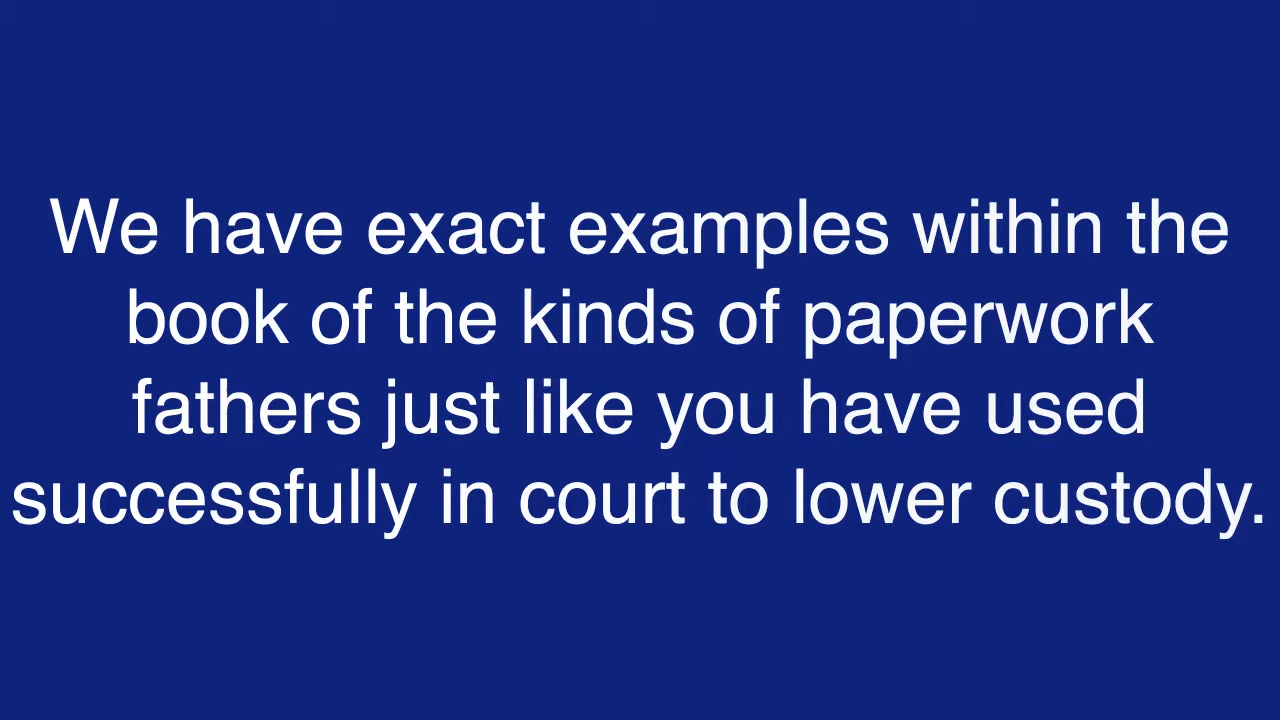 We have exact examples within the
book of the kinds of paperwork
fathers just like you have used
successfully in court to lower custody.